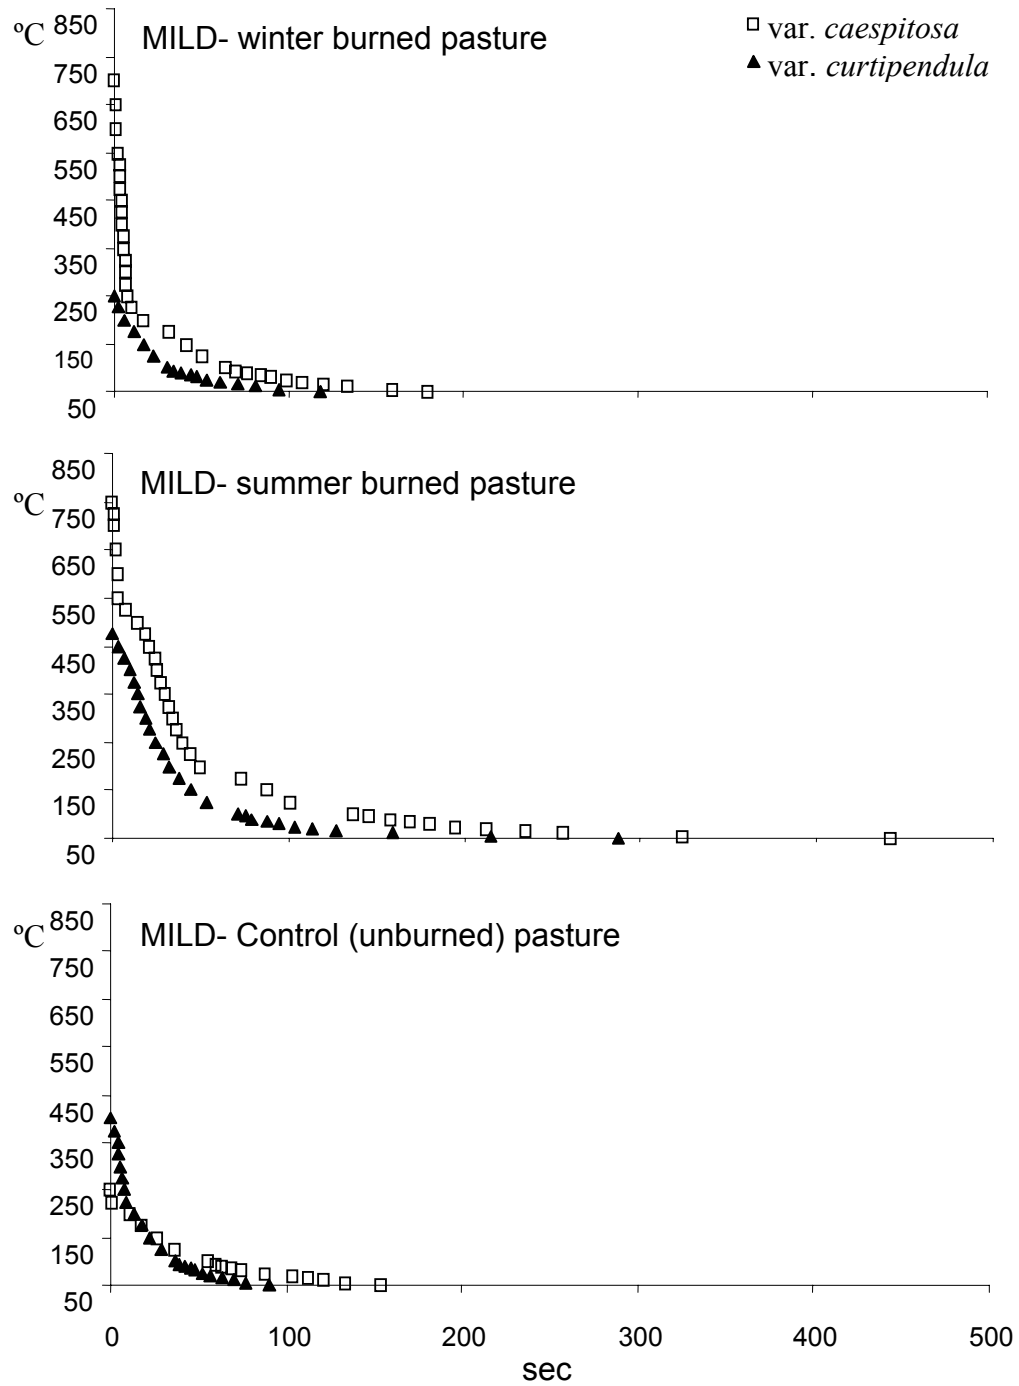 ºC
850
MILD- winter burned pasture
var. caespitosa
var. curtipendula
750
650
550
450
350
250
150
50
850
ºC
MILD- summer burned pasture
750
650
550
450
350
250
150
50
850
ºC
MILD- Control (unburned) pasture
750
650
550
450
350
250
150
50
0 100 200 300 400 500
sec